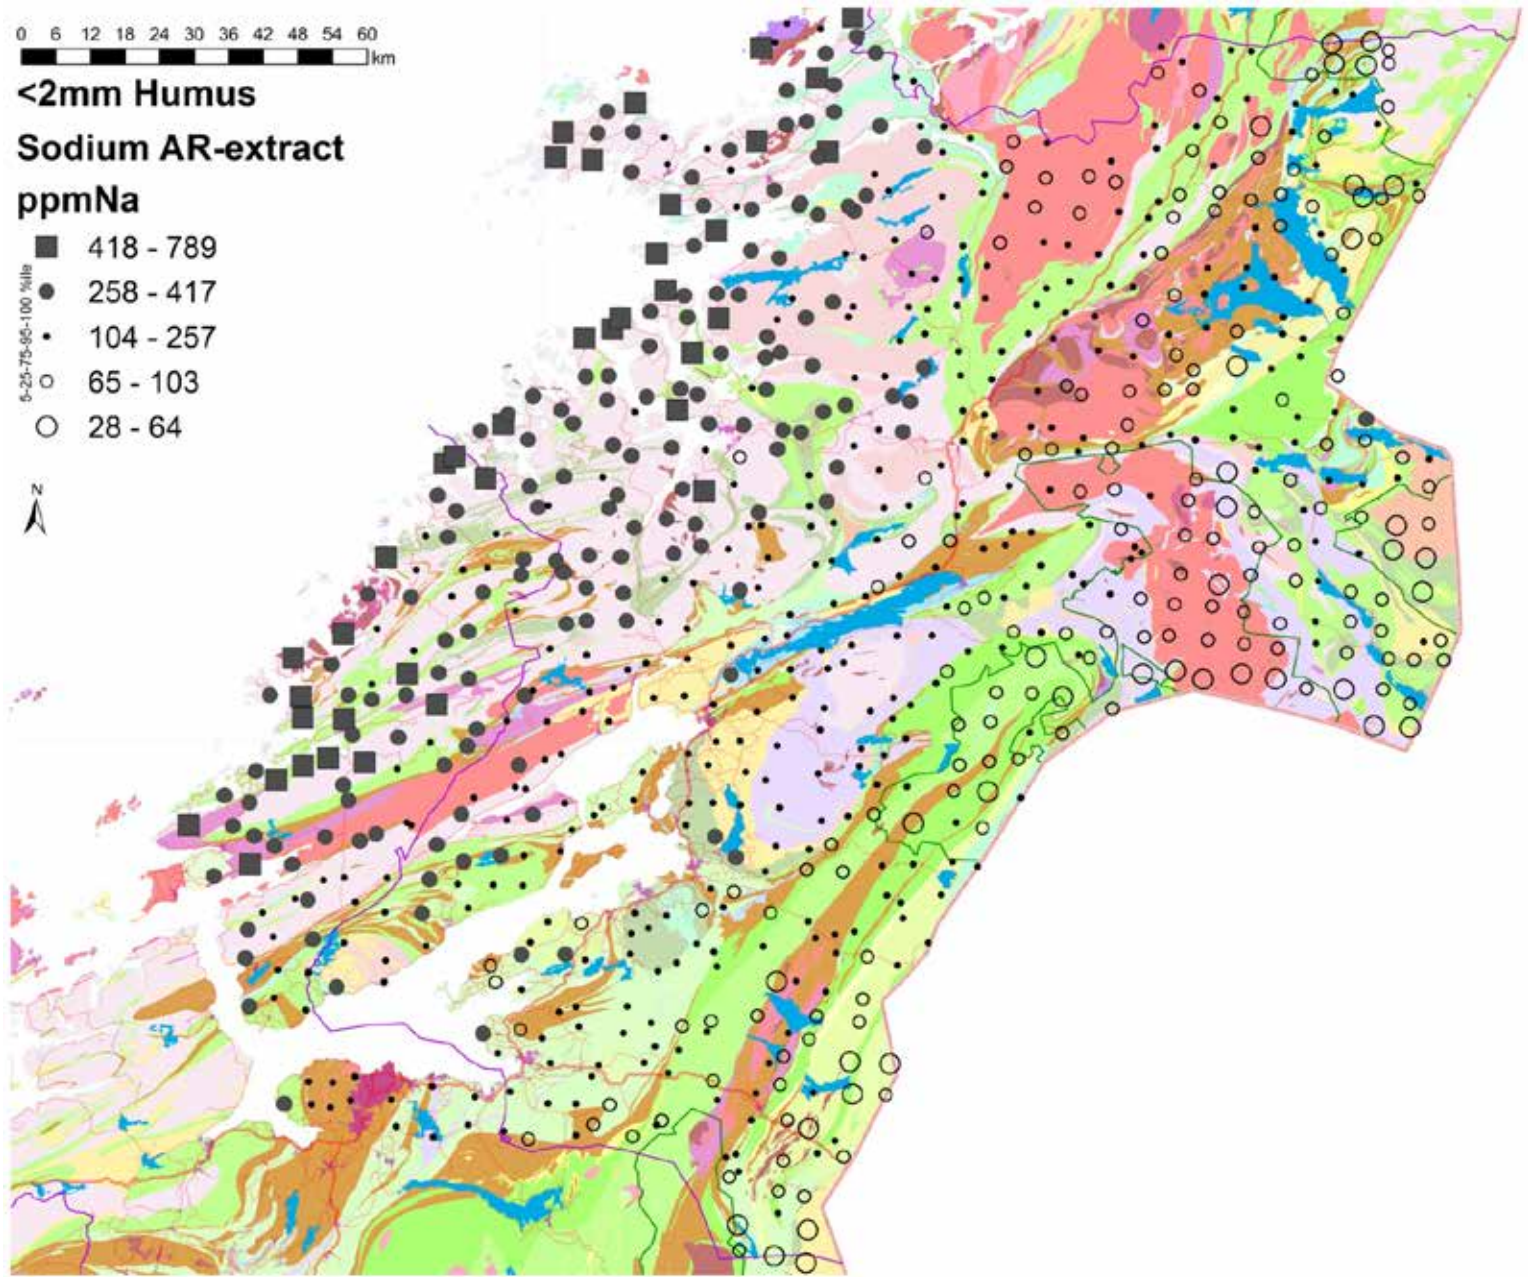 0 6 12 18 24 30 36 42 48 54 60
km
<2mm Humus
Sodium AR-extract
ppmNa
418 - 789
258 - 417
104 - 257
65 - 103
28 - 64
5-25-75-95-100 %ile
N